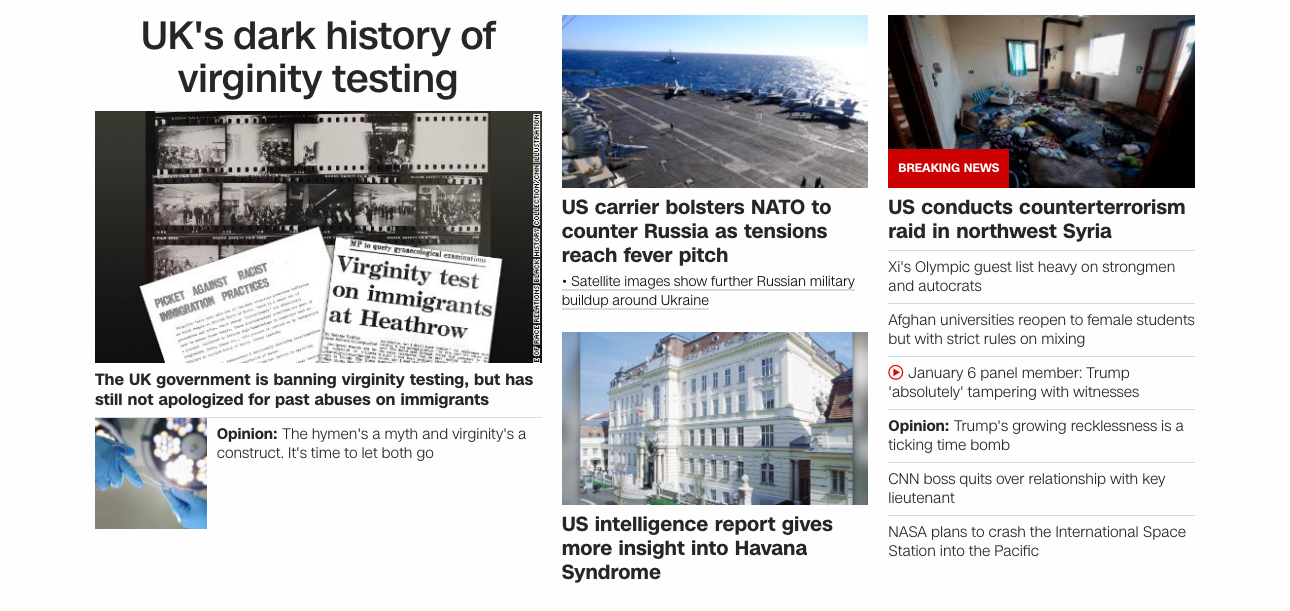 UK's dark history of
virginity testing
PICKET AGAINST RACIST
IMMIGRATION PRACTICES
MP to query gynaecological examinations
Virginity test
on immigrants
at Heathrow
OF RACE RELATIONS BLACK HISTORY COLLECTION/CNN ILLUSTRATION
The UK government is banning virginity testing, but has
still not apologized for past abuses on immigrants
Opinion: The hymen's a myth and virginity's a
construct. It's time to let both go
US carrier bolsters NATO to
counter Russia as tensions
reach fever pitch
• Satellite images show further Russian military
buildup around Ukraine
US intelligence report gives
more insight into Havana
Syndrome
BREAKING NEWS
US conducts counterterrorism
raid in northwest Syria
Xi's Olympic guest list heavy on strongmen
and autocrats
Afghan universities reopen to female students
but with strict rules on mixing
January 6 panel member: Trump
'absolutely' tampering with witnesses
Opinion: Trump's growing recklessness is a
ticking time bomb
CNN boss quits over relationship with key
lieutenant
NASA plans to crash the International Space
Station into the Pacific